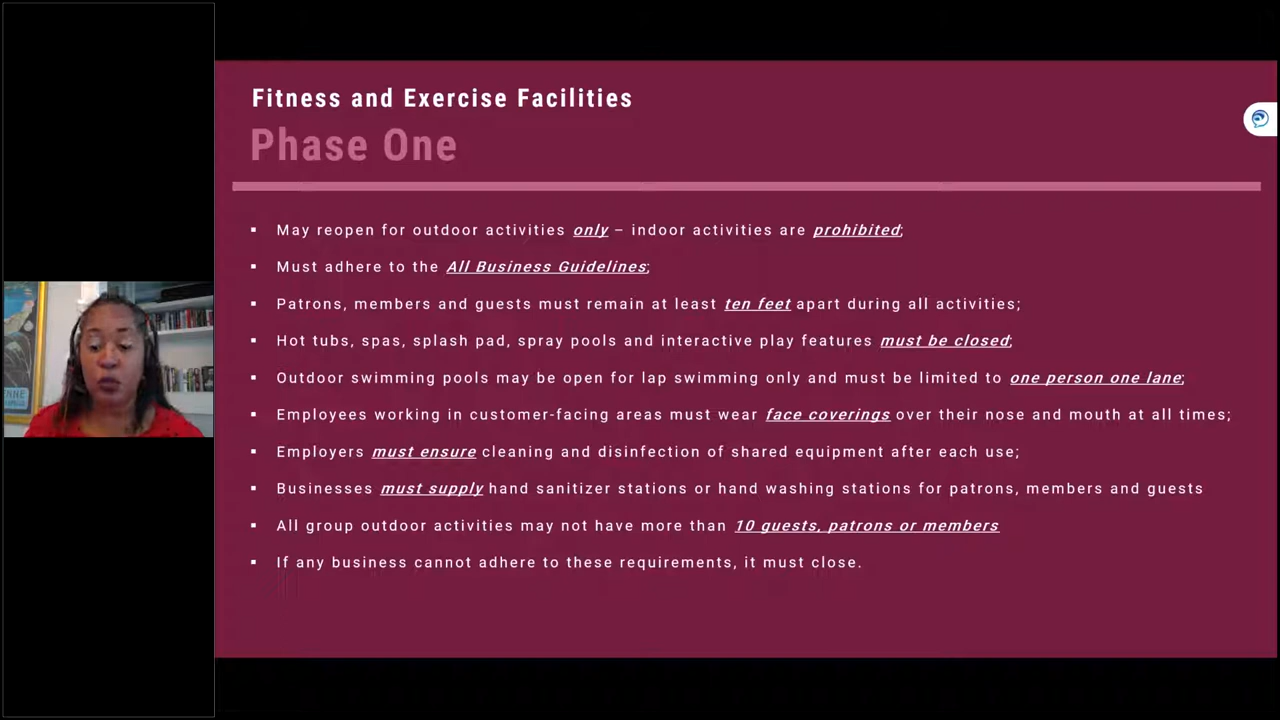 Fitness and Exercise Facilities
Phase One
May reopen for outdoor activities only – indoor activities are prohibited;
Must adhere to the All Business Guidelines;
Patrons, members and guests must remain at least ten feet apart during all activities;
Hot tubs, spas, splash pad, spray pools and interactive play features must be closed;
Outdoor swimming pools may be open for lap swimming only and must be limited to one person one lane;
Employees working in customer-facing areas must wear face coverings over their nose and mouth at all times;
Employers must ensure cleaning and disinfection of shared equipment after each use;
Businesses must supply hand sanitizer stations or hand washing stations for patrons, members and guests
All group outdoor activities may not have more than 10 guests, patrons or members
If any business cannot adhere to these requirements, it must close.